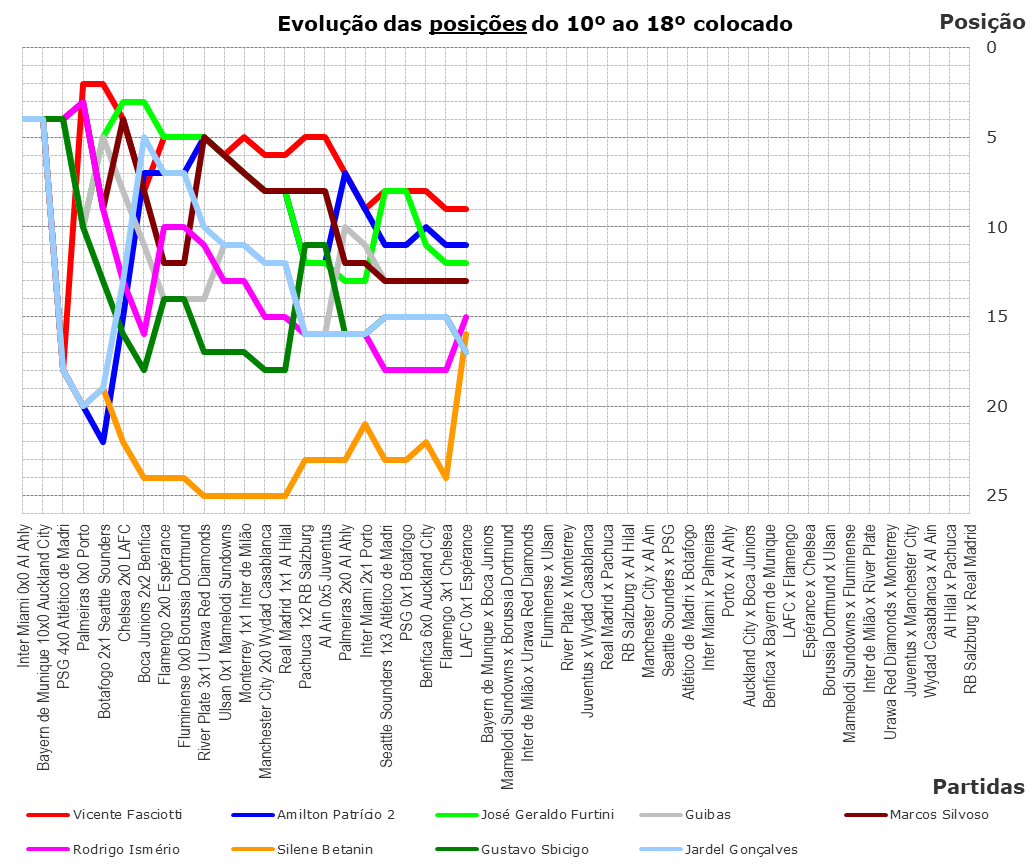 Evolução das posições do 10º ao 18º colocado
Posição
0
5
10
15
20
25
Inter Miami 0x0 Al Ahly
Bayern de Munique 10x0 Auckland City
PSG 4x0 Atlético de Madri
Palmeiras 0x0 Porto
Botafogo 2x1 Seattle Sounders
Chelsea 2x0 LAFC
Boca Juniors 2x2 Benfica
Flamengo 2x0 Espérance
Fluminense 0x0 Borussia Dortmund
River Plate 3x1 Urawa Red Diamonds
Ulsan 0x1 Mamelodi Sundowns
Monterrey 1x1 Inter de Milão
Manchester City 2x0 Wydad Casablanca
Real Madrid 1x1 Al Hilal
Pachuca 1x2 RB Salzburg
Al Ain 0x5 Juventus
Palmeiras 2x0 Al Ahly
Inter Miami 2x1 Porto
Seattle Sounders 1x3 Atlético de Madri
PSG 0x1 Botafogo
Benfica 6x0 Auckland City
Flamengo 3x1 Chelsea
LAFC 0x1 Espérance
Bayern de Munique x Boca Juniors
Mamelodi Sundowns x Borussia Dortmund
Inter de Milão x Urawa Red Diamonds
Fluminense x Ulsan
River Plate x Monterrey
Juventus x Wydad Casablanca
Real Madrid x Pachuca
RB Salzburg x Al Hilal
Manchester City x Al Ain
Seattle Sounders x PSG
Atlético de Madri x Botafogo
Inter Miami x Palmeiras
Porto x Al Ahly
Auckland City x Boca Juniors
Benfica x Bayern de Munique
LAFC x Flamengo
Espérance x Chelsea
Borussia Dortmund x Ulsan
Mamelodi Sundowns x Fluminense
Inter de Milão x River Plate
Urawa Red Diamonds x Monterrey
Juventus x Manchester City
Wydad Casablanca x Al Ain
Al Hilal x Pachuca
RB Salzburg x Real Madrid
Partidas
Vicente Fasciotti
Amilton Patrício 2
José Geraldo Furtini
Guibas
Marcos Silvoso
Rodrigo Ismério
Silene Betanin
Gustavo Sbicigo
Jardel Gonçalves